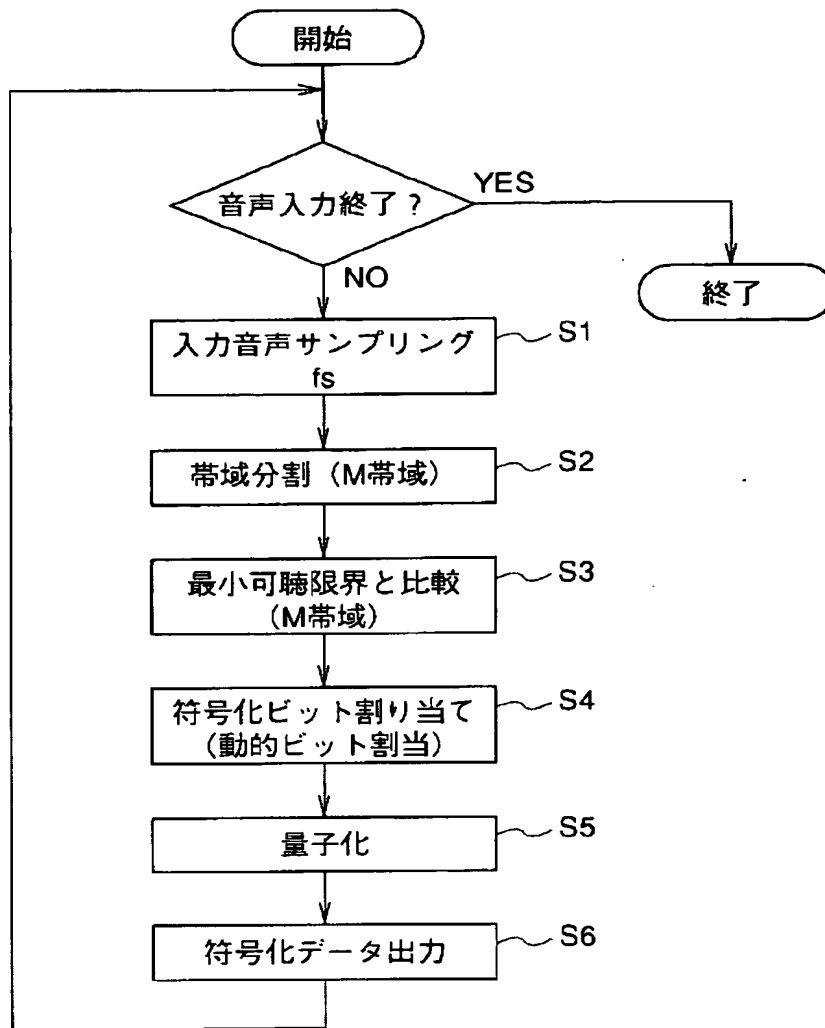 開始
音声入力終了？
YES
NO
終了
入力音声サンプリング
fs
S1
帯域分割（M帯域）
S2
最小可聴限界と比較
（M帯域）
S3
符号化ビット割り当て
（動的ビット割当）
S4
量子化
S5
符号化データ出力
S6